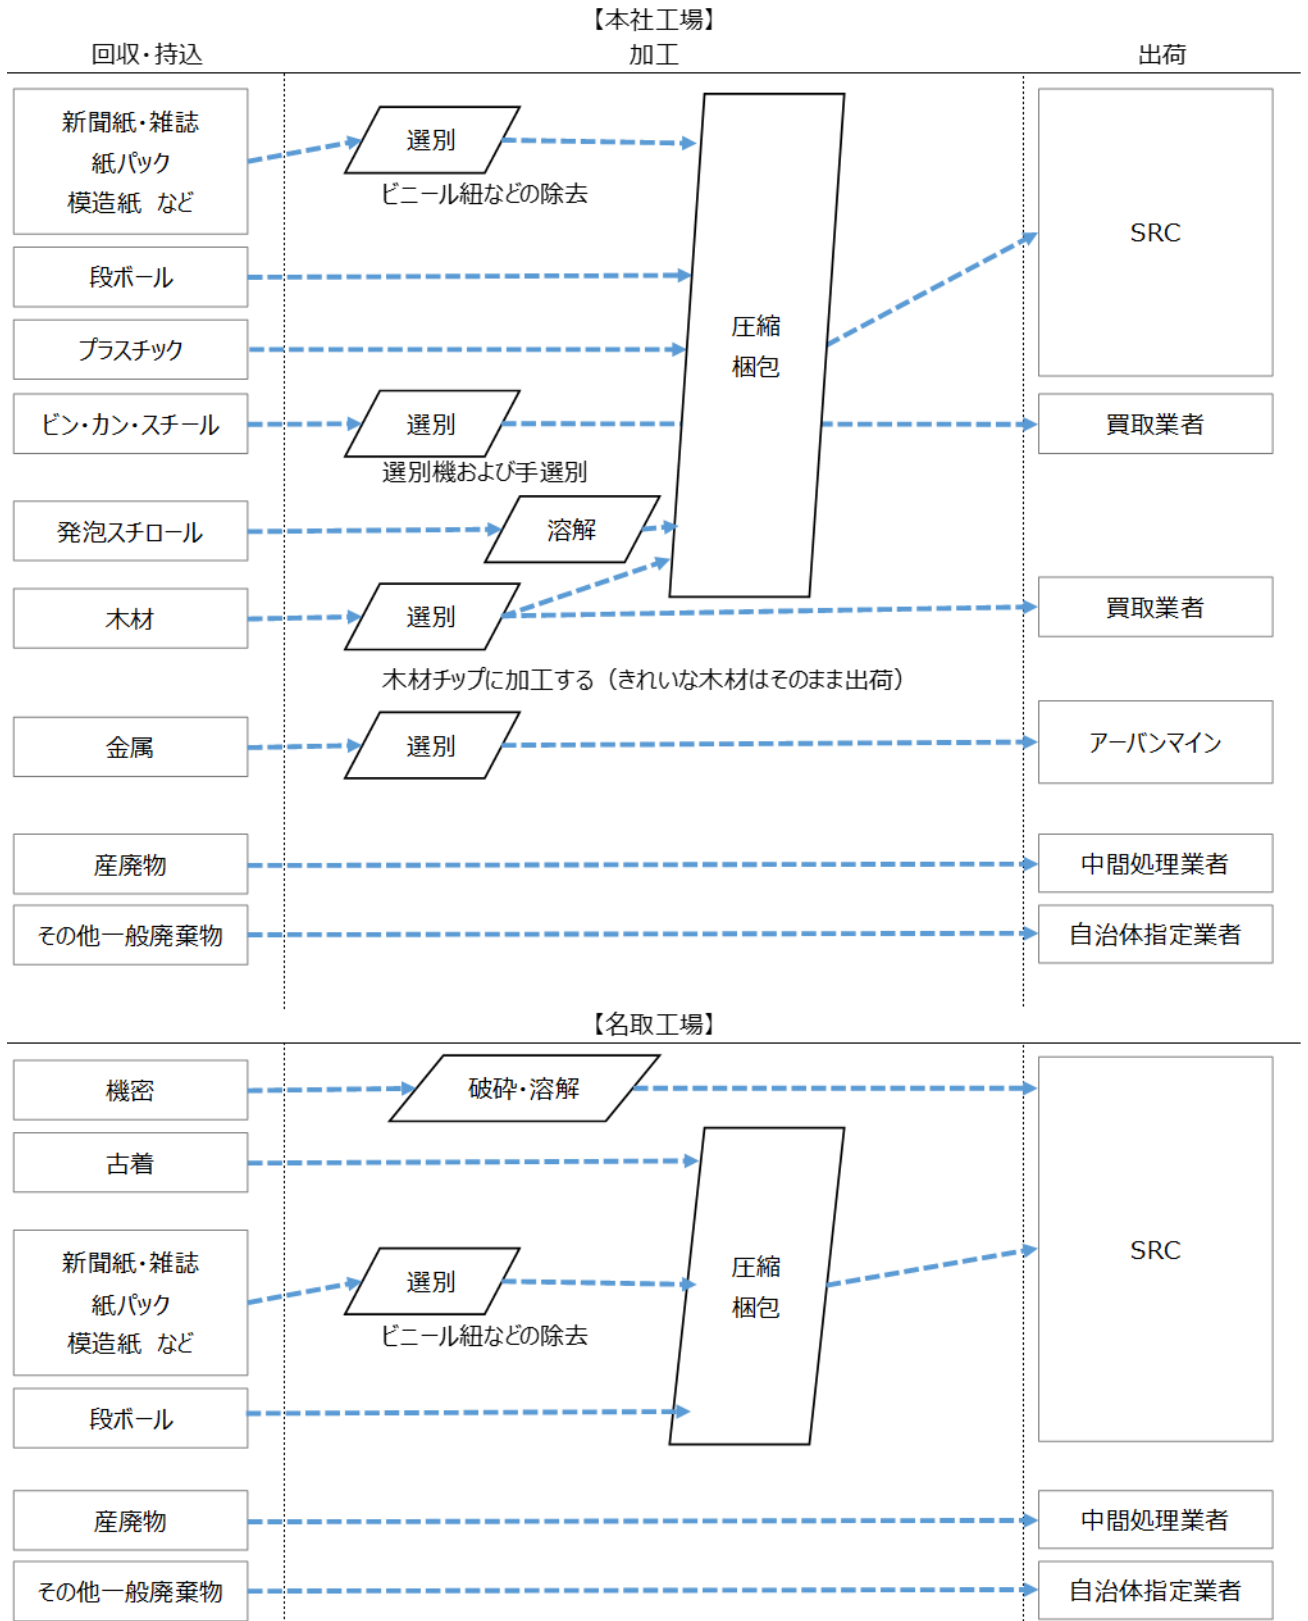 【本社工場】
回収・持込
加工
出荷
新聞紙・雑誌
紙パック
模造紙 など
選別
ビニール紐などの除去
段ボール
プラスチック
圧縮
梱包
SRC
ビン・カン・スチール
選別
選別機および手選別
買取業者
発泡スチロール
溶解
木材
選別
木材チップに加工する（きれいな木材はそのまま出荷）
買取業者
金属
選別
アーバンマイン
産廃物
中間処理業者
その他一般廃棄物
自治体指定業者
【名取工場】
機密
破砕・溶解
古着
新聞紙・雑誌
紙パック
模造紙 など
選別
ビニール紐などの除去
圧縮
梱包
SRC
段ボール
産廃物
中間処理業者
その他一般廃棄物
自治体指定業者